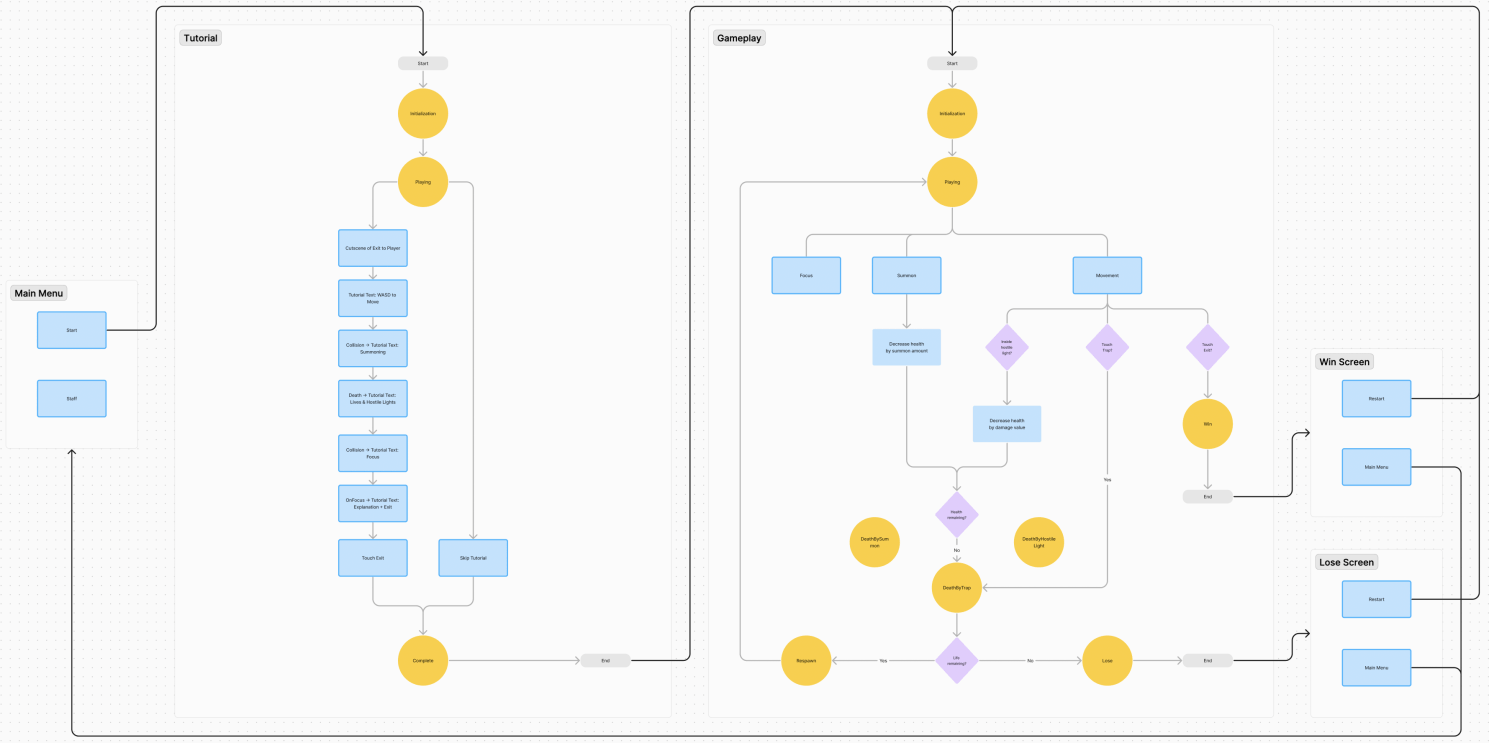 Main Menu
Start
Staff
Tutorial
Start
Initialization
Playing
Cutscene of Exit to Player
Tutorial Text: WASD to
Move
Collision → Tutorial Text:
Summoning
Death → Tutorial Text:
Lives & Hostile Lights
Collision → Tutorial Text:
Focus
OnFocus → Tutorial Text:
Explanation + Exit
Touch Exit
Skip Tutorial
Complete
End
Gameplay
Start
Initialization
Playing
Focus
Summon
Movement
Decrease health
by summon amount
Inside
hostile
light?
Touch
Trap?
Touch
Exit?
Decrease health
by damage value
Win
End
Yes
Health
remaining?
No
DeathBySum
mon
DeathByHostile
Light
DeathByTrap
Life
remaining?
Yes
Respawn
No
Lose
End
Win Screen
Restart
Main Menu
Lose Screen
Restart
Main Menu